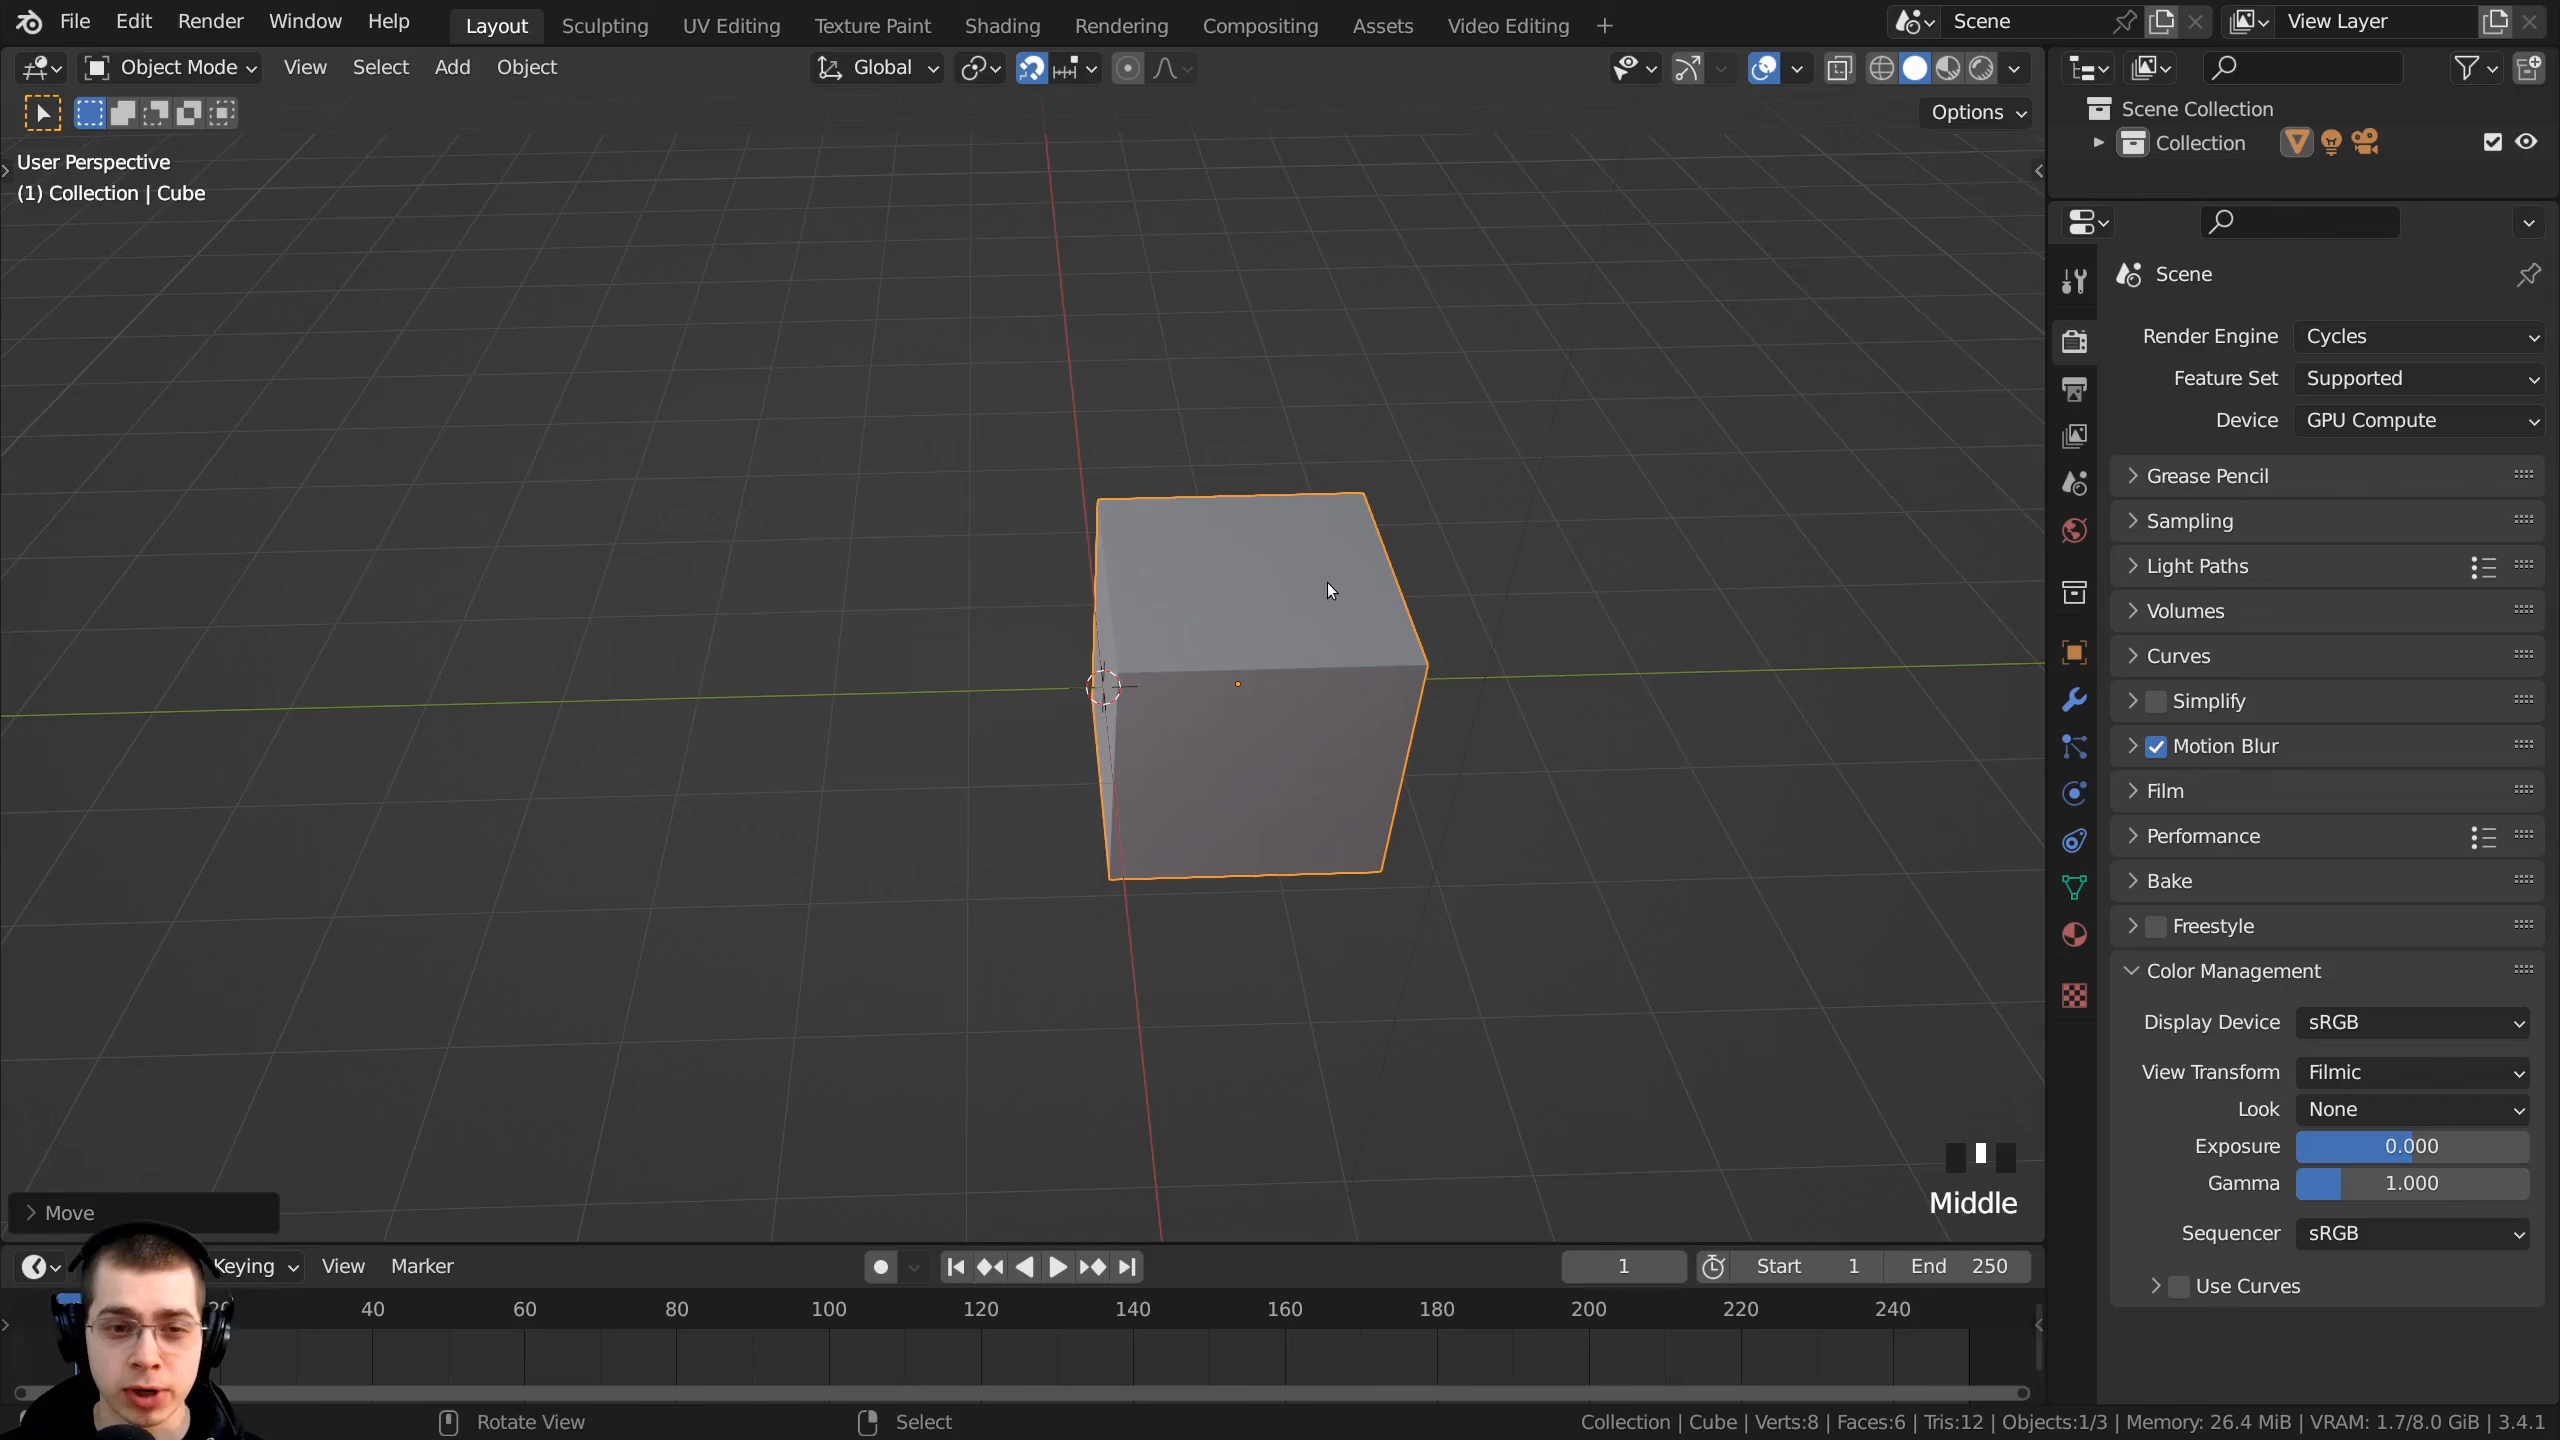 File Edit Render Window Help Layout Sculpting UV Editing Texture Paint Shading Rendering Compositing Assets Video Editing + Scene View Layer
Object Mode View Select Add Object Global
Options
User Perspective
(1) Collection | Cube
Scene Collection
Collection
Scene
Render Engine Cycles
Feature Set Supported
Device GPU Compute
Grease Pencil
Sampling
Light Paths
Volumes
Curves
Simplify
Motion Blur
Film
Performance
Bake
Freestyle
Color Management
Display Device sRGB
View Transform Filmic
Look None
Exposure 0.000
Gamma 1.000
Sequencer sRGB
Use Curves
Middle
Move
Keying View Marker 1 Start 1 End 250
40 60 80 100 120 140 160 180 200 220 240
Rotate View Select Collection | Cube | Verts:8 | Faces:6 | Tris:12 | Objects:1/3 | Memory: 26.4 MiB | VRAM: 1.7/8.0 GiB | 3.4.1